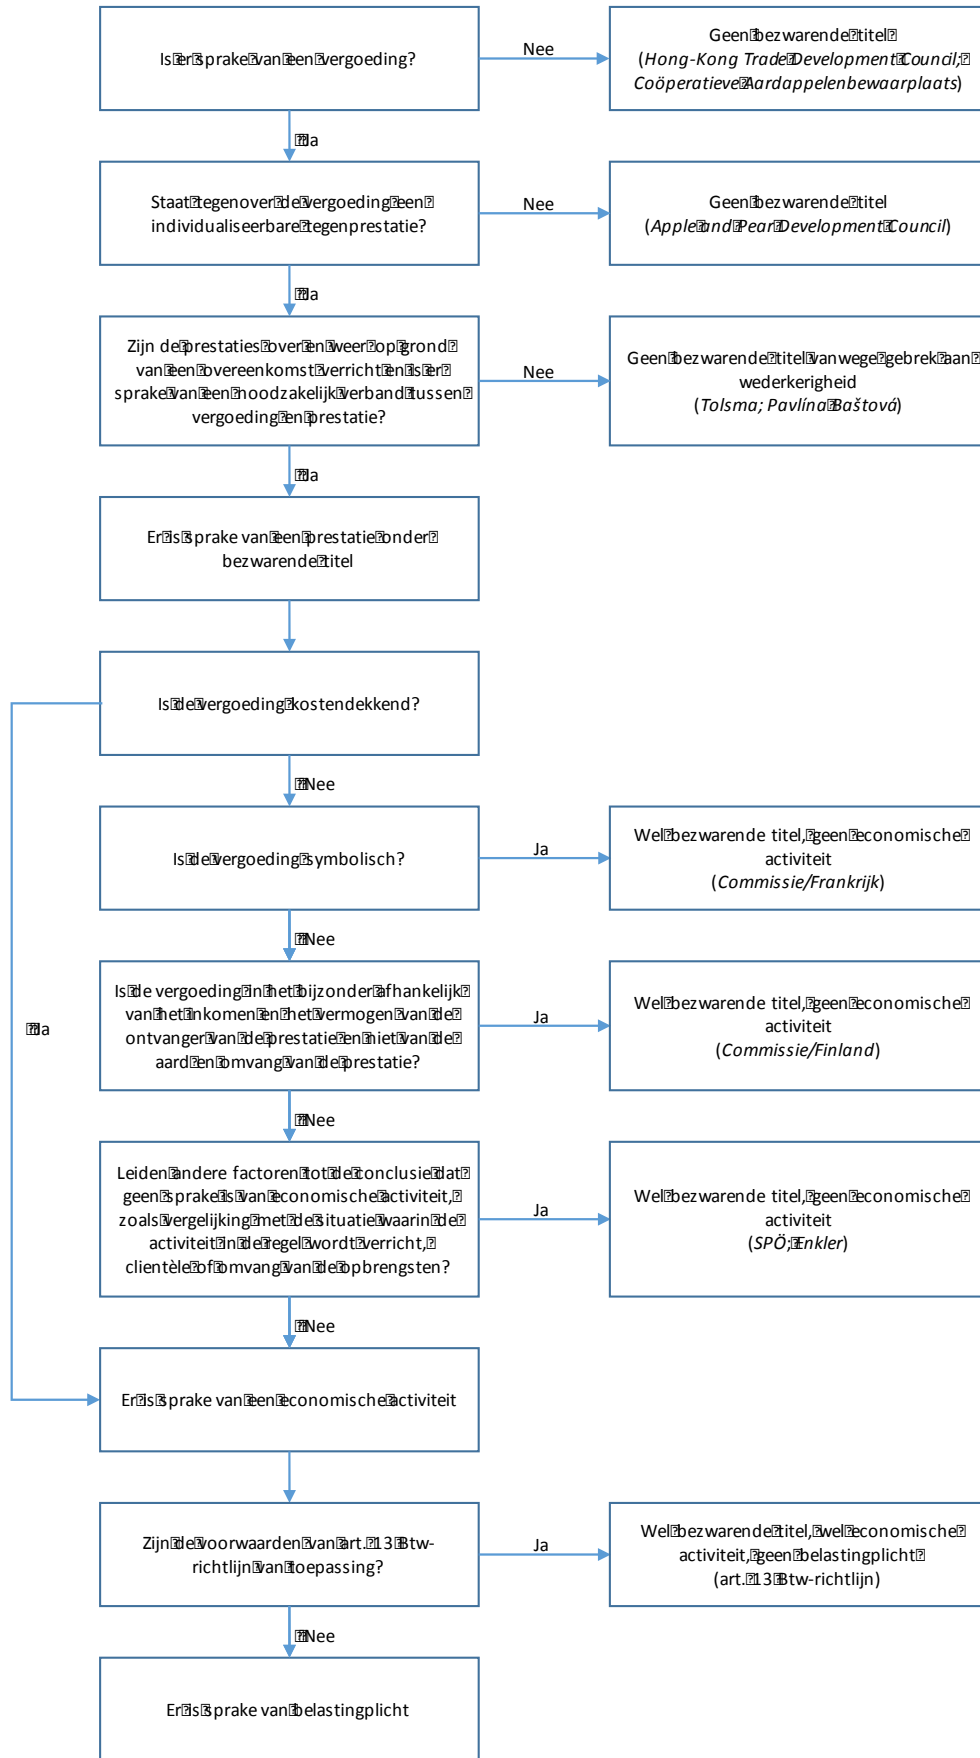 Is er sprake van een vergoeding?
Nee
Geen bezwarende titel
(Hong-Kong Trade Development Council;
Coöperatieve Aardappelenbewaarplaats)
Ja
Staat tegenover de vergoeding een
individualiseerbare tegenprestatie?
Nee
Geen bezwarende titel
(Apple and Pear Development Council)
Ja
Zijn de prestaties over en weer op grond
van een overeenkomst verricht en is er
sprake van een noodzakelijk verband tussen
vergoeding en prestatie?
Nee
Geen bezwarende titel vanwege gebrek aan
wederkerigheid
(Tolsma; Pavlína Baštová)
Ja
Er is sprake van een prestatie onder
bezwarende titel
Is de vergoeding kostendekkend?
Nee
Is de vergoeding symbolisch?
Ja
Wel bezwarende titel, geen economische
activiteit
(Commissie/Frankrijk)
Nee
Ja
Is de vergoeding in het bijzonder afhankelijk
van het inkomen en het vermogen van de
ontvanger van de prestatie en niet van de
aard en omvang van de prestatie?
Ja
Wel bezwarende titel, geen economische
activiteit
(Commissie/Finland)
Nee
Leiden andere factoren tot de conclusie dat
geen sprake is van economische activiteit,
zoals vergelijking met de situatie waarin de
activiteit in de regel wordt verricht,
clientèle of omvang van de opbrengsten?
Ja
Wel bezwarende titel, geen economische
activiteit
(SPÖ; Enkler)
Nee
Er is sprake van een economische activiteit
Zijn de voorwaarden van art. 13 Btw-
richtlijn van toepassing?
Ja
Wel bezwarende titel, wel economische
activiteit, geen belastingplicht
(art. 13 Btw-richtlijn)
Nee
Er is sprake van belastingplicht